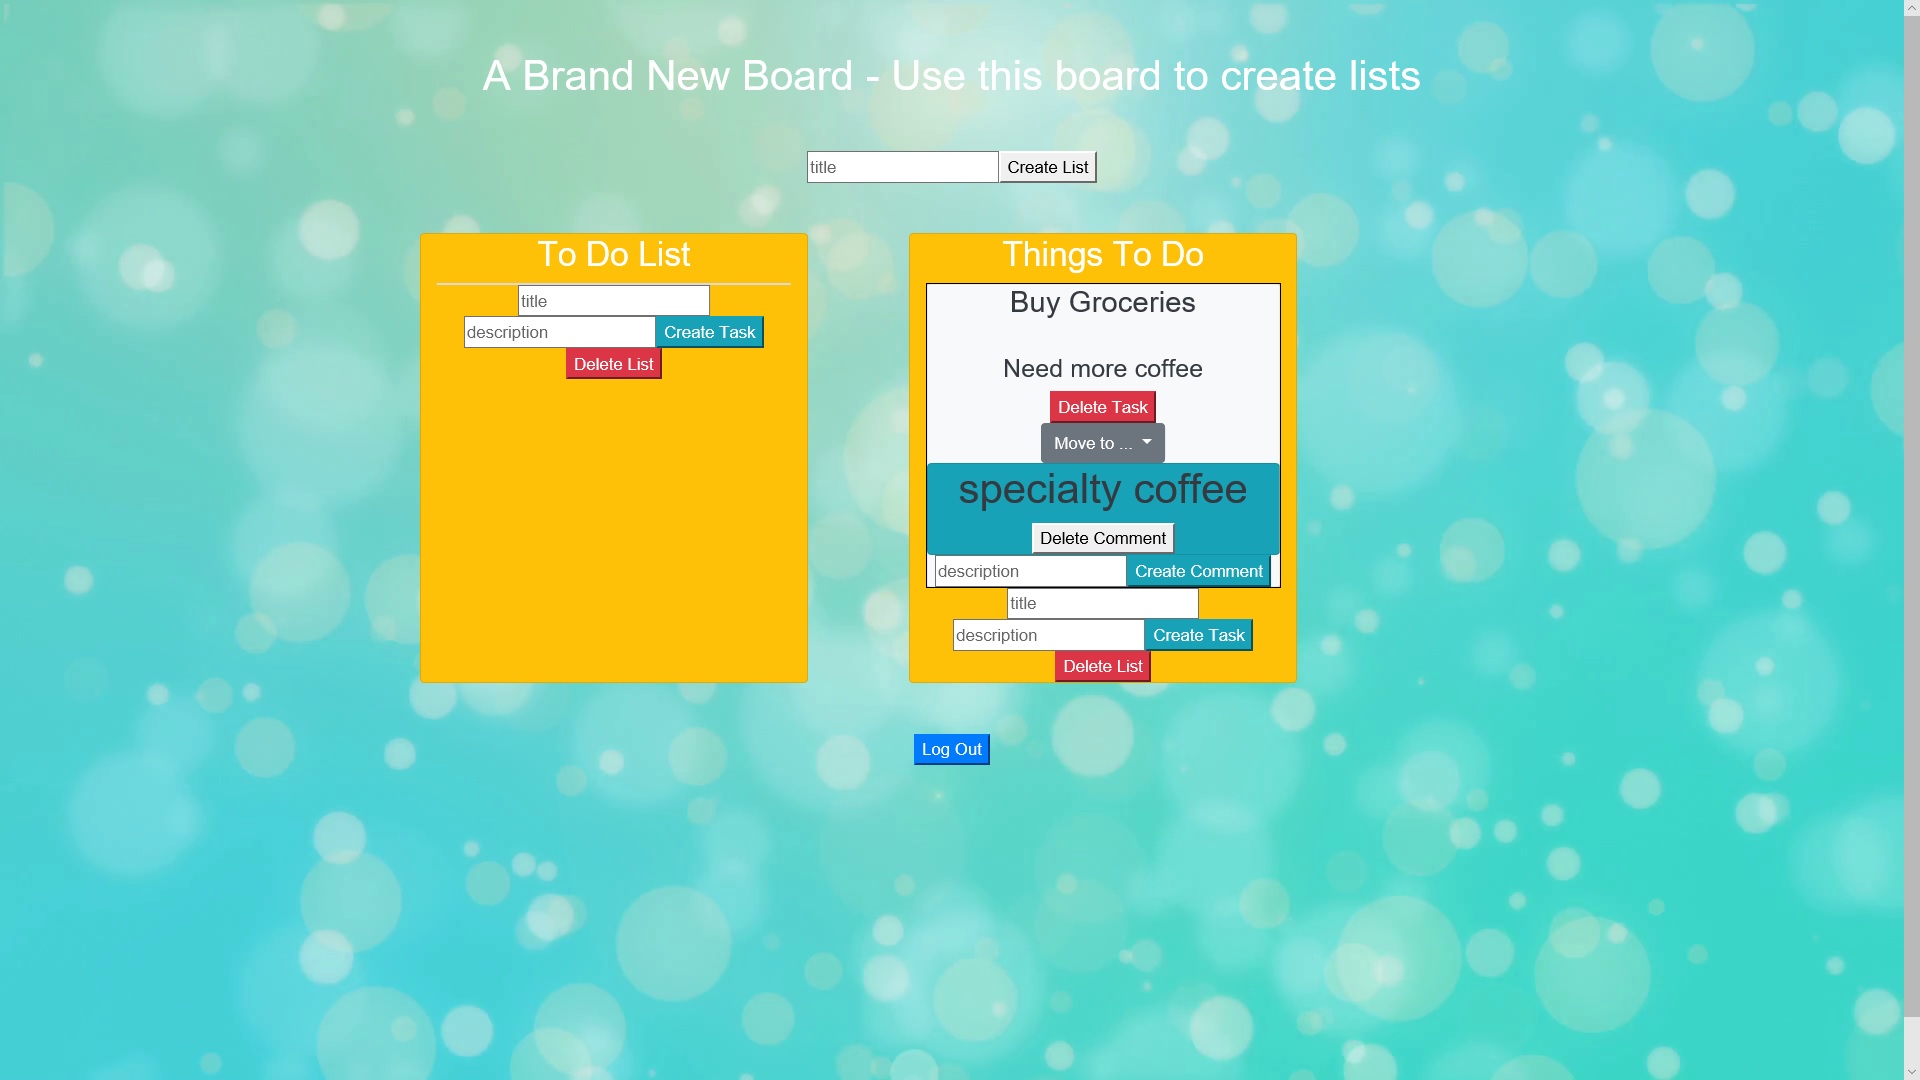 A Brand New Board - Use this board to create lists
title Create List
To Do List
title
description Create Task
Delete List
Things To Do
Buy Groceries
Need more coffee
Delete Task
Move to ...
specialty coffee
Delete Comment
description Create Comment
title
description Create Task
Delete List
Log Out